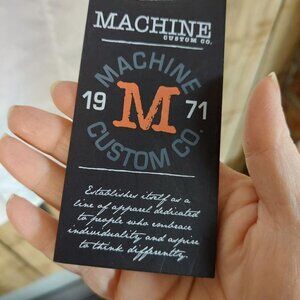 MACHINE
CUSTOM CO.
MACHINE
19 M 71
CUSTOM CO.
Establishes itself as a
line of apparel dedicated
to people who embrace
individuality and aspire
to think differently.